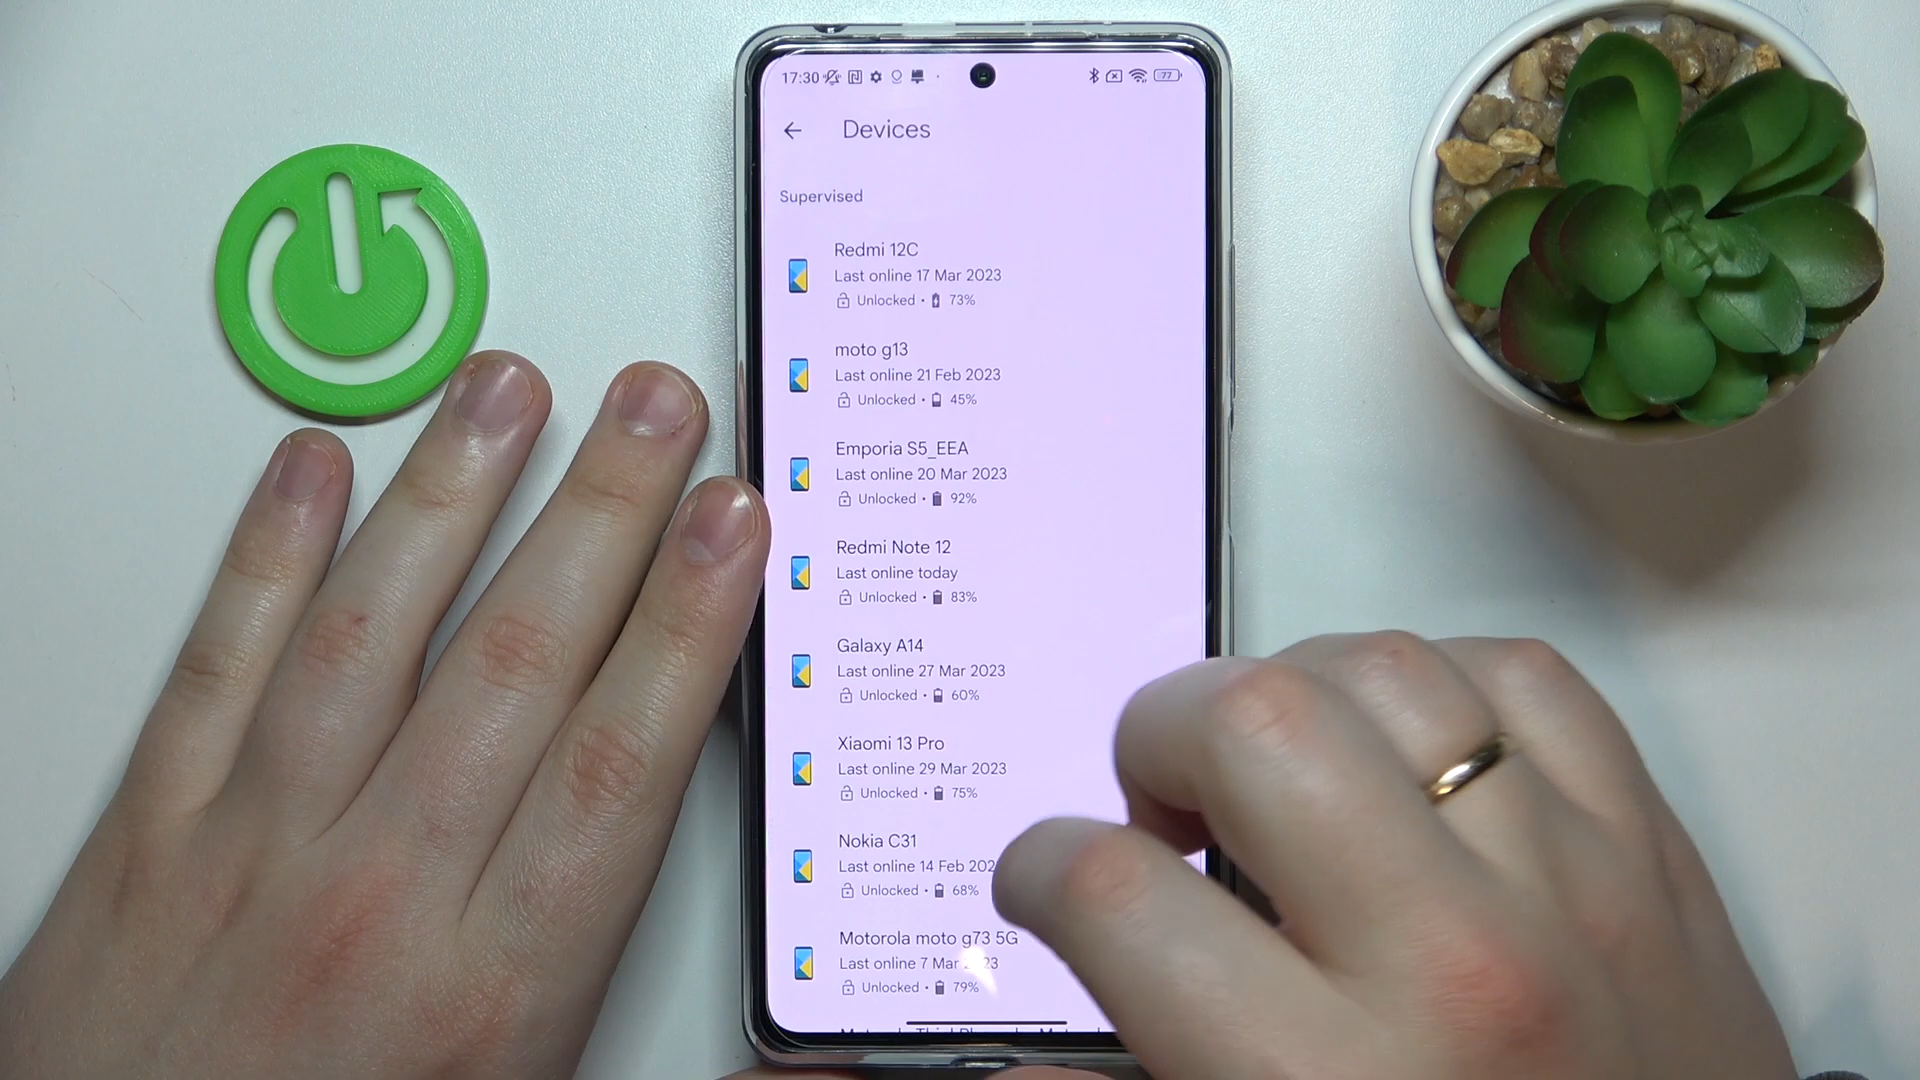 17:30
77
Devices
Supervised
Redmi 12C
Last online 17 Mar 2023
Unlocked • 73%
moto g13
Last online 21 Feb 2023
Unlocked • 45%
Emporia S5_EEA
Last online 20 Mar 2023
Unlocked • 92%
Redmi Note 12
Last online today
Unlocked • 83%
Galaxy A14
Last online 27 Mar 2023
Unlocked • 60%
Xiaomi 13 Pro
Last online 29 Mar 2023
Unlocked • 75%
Nokia C31
Last online 14 Feb 202
Unlocked • 68%
Motorola moto g73 5G
Last online 7 Mar 23
Unlocked • 79%